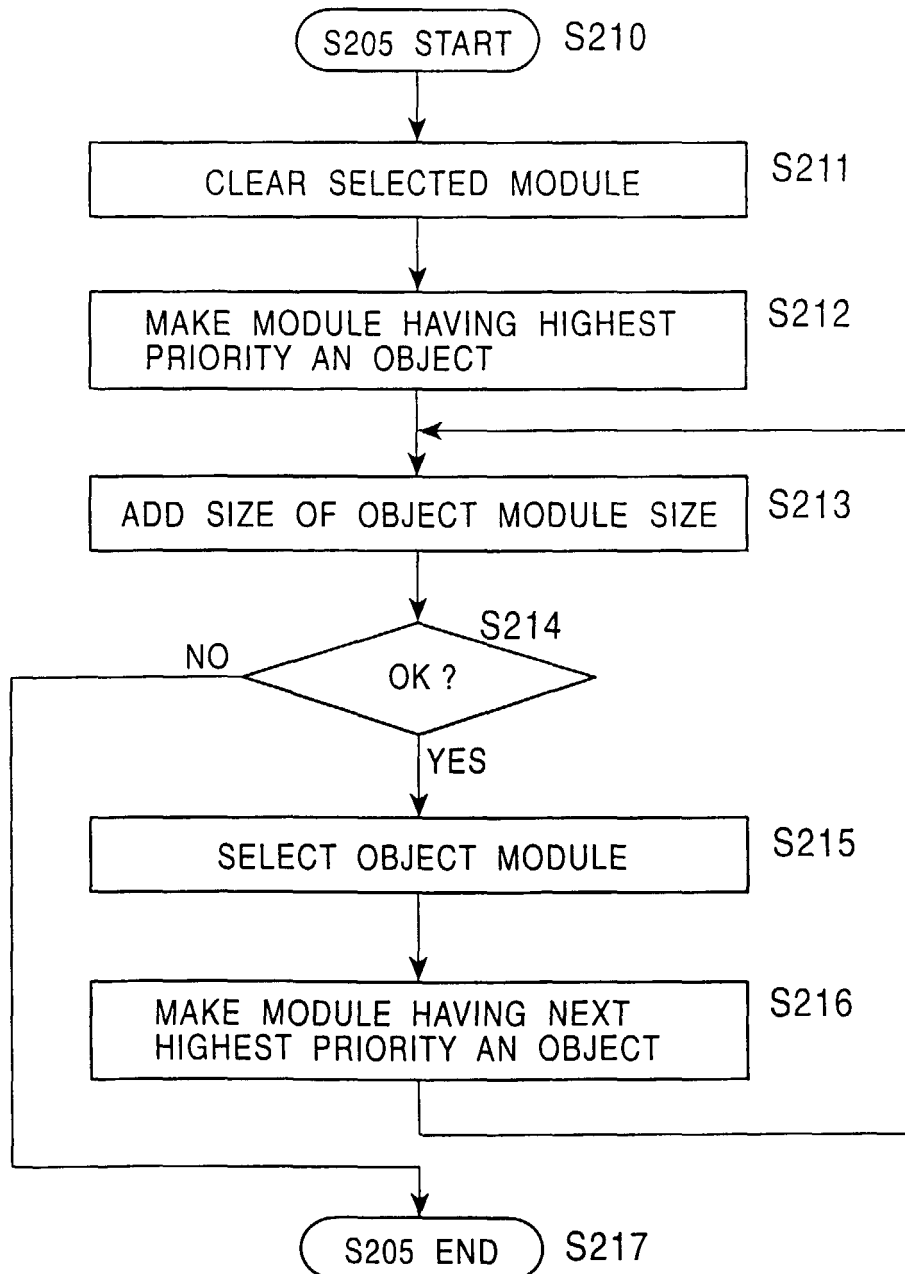 S205 START S210
CLEAR SELECTED MODULE S211
MAKE MODULE HAVING HIGHEST S212
PRIORITY AN OBJECT
ADD SIZE OF OBJECT MODULE SIZE S213
S214
NO
OK ?
YES
SELECT OBJECT MODULE S215
MAKE MODULE HAVING NEXT S216
HIGHEST PRIORITY AN OBJECT
S205 END S217